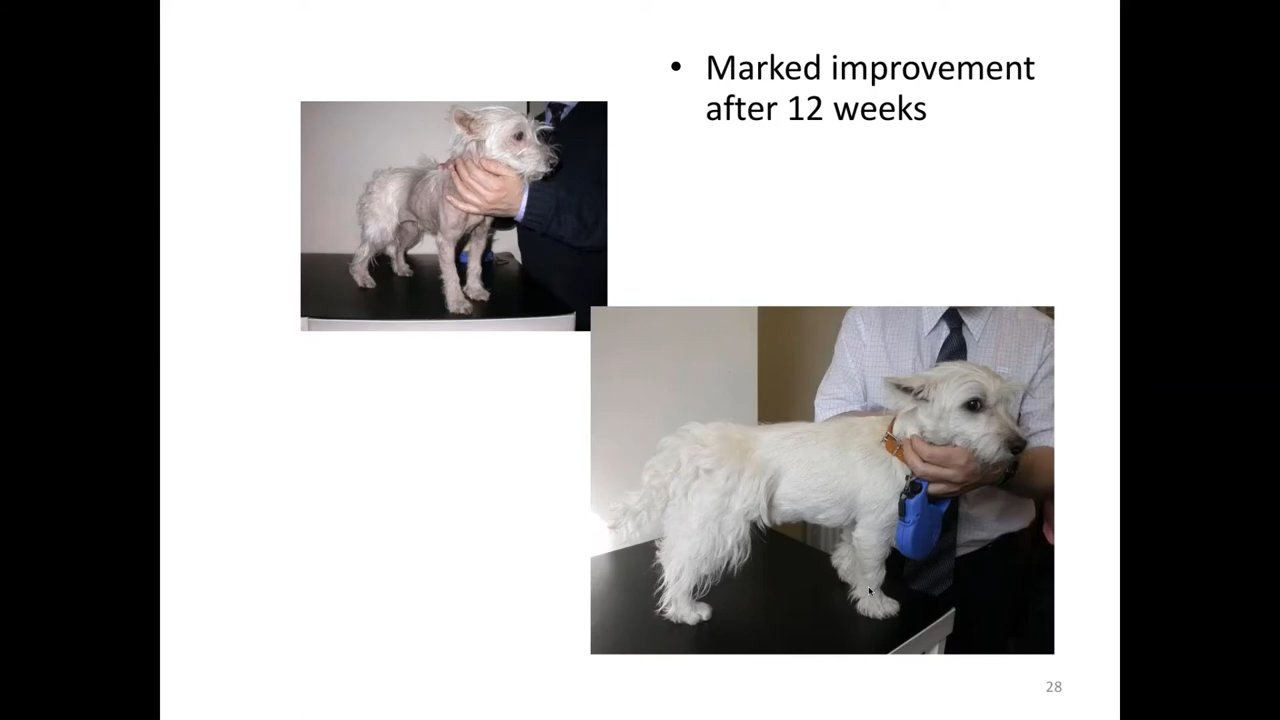 • Marked improvement
after 12 weeks
28